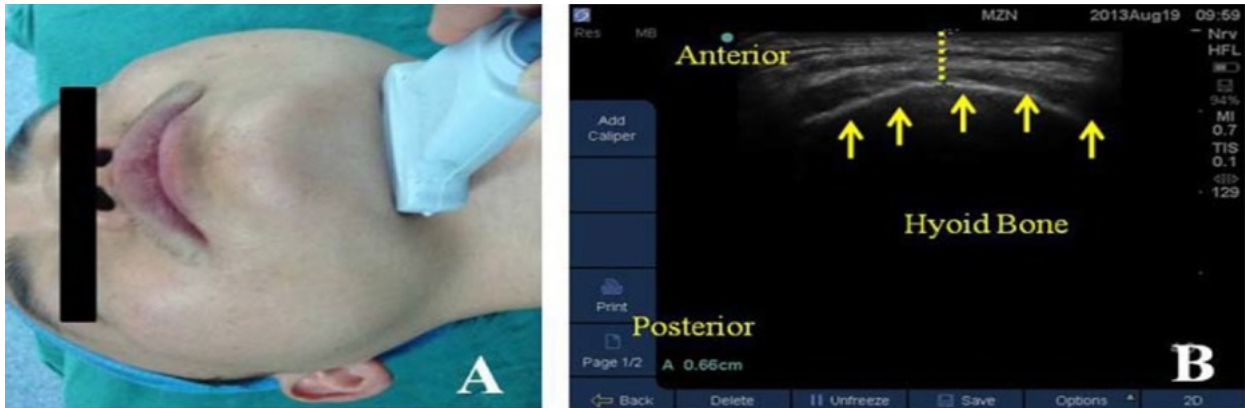 A
MZN 2013Aug19 09:59
Res MB
Nrv
HFL
Anterior
94%
MI
0.7
TIS
0.1
129
Add
Caliper
Hyoid Bone
Print
Posterior
Page 1/2
A 0.66cm
B
Back Delete Unfreeze Save Options 2D